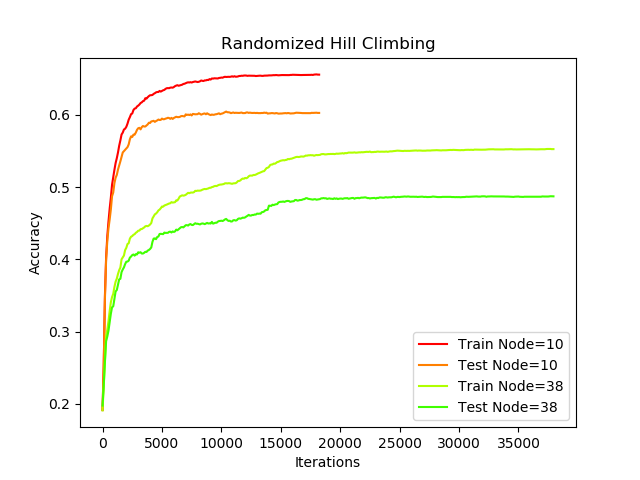 Randomized Hill Climbing
Accuracy
0.6
0.5
0.4
0.3
0.2
Train Node=10
Test Node=10
Train Node=38
Test Node=38
0 5000 10000 15000 20000 25000 30000 35000
Iterations